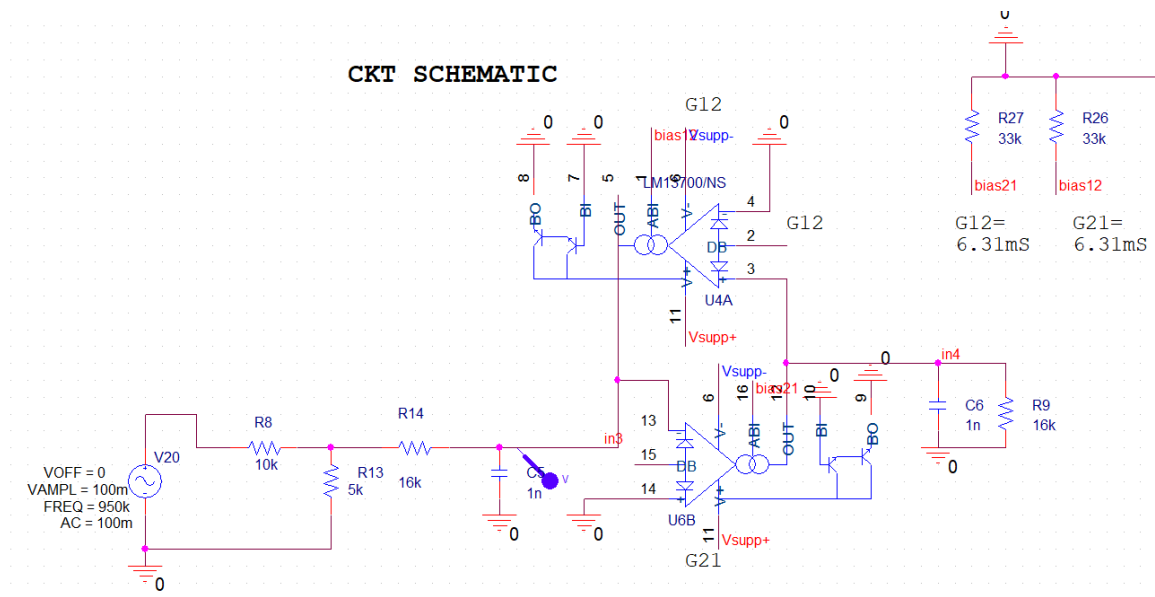 0
CKT SCHEMATIC
G12
R27
33k
R26
33k
0
0
0
bias12
Vsupp-
bias21
bias12
8
7
5
1
6
LM13700/NS
BO
BI
OUT
ABI
V-
4
G12
G12=
6.31mS
G21=
6.31mS
DB
2
V+
3
U4A
11
Vsupp+
Vsupp-
in4
0
0
bias21
6
16
12
10
9
C6
1n
R9
16k
R14
13
V-
ABI
OUT
BI
BO
R8
in3
0
V20
10k
R13
5k
16k
C5
1n
V
15
DB
VOFF = 0
VAMPL = 100m
FREQ = 950k
AC = 100m
14
V+
U6B
0
0
11
Vsupp+
G21
0